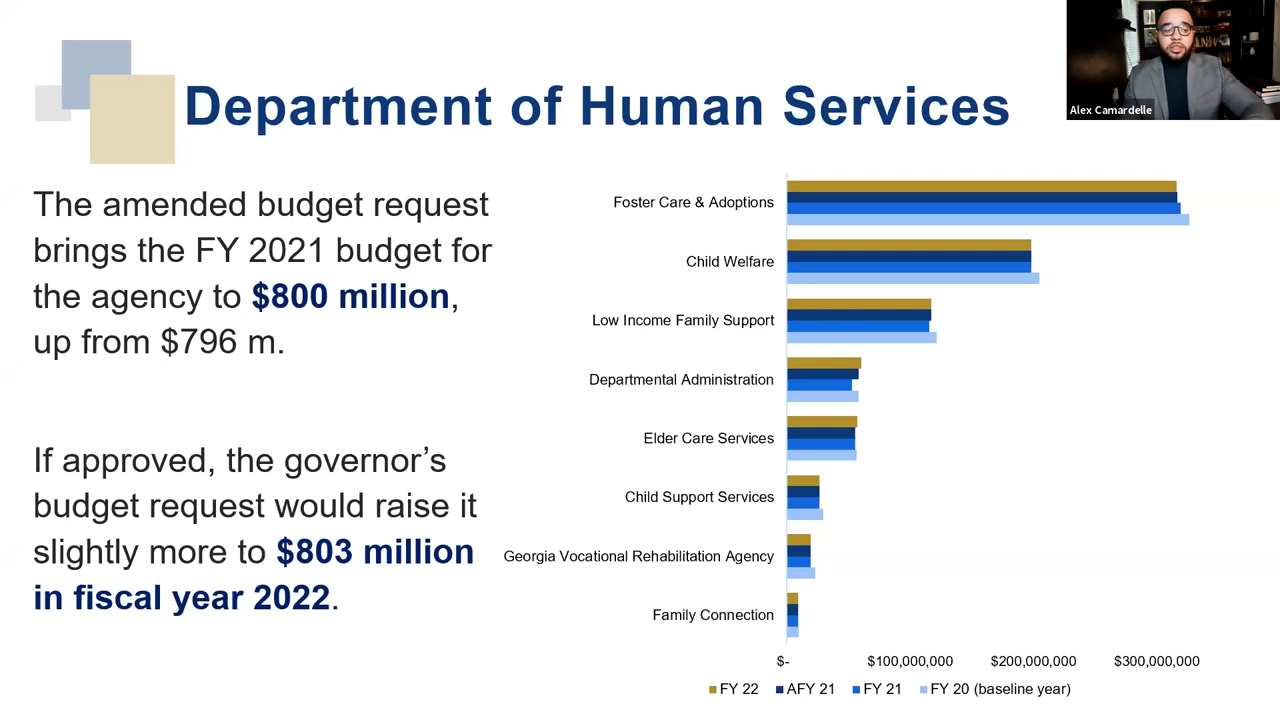 Alex Camardelle
Department of Human Services
The amended budget request
brings the FY 2021 budget for
the agency to $800 million,
up from $796 m.
If approved, the governor’s
budget request would raise it
slightly more to $803 million
in fiscal year 2022.
Foster Care & Adoptions
Child Welfare
Low Income Family Support
Departmental Administration
Elder Care Services
Child Support Services
Georgia Vocational Rehabilitation Agency
Family Connection
$- $100,000,000 $200,000,000 $300,000,000
FY 22 AFY 21 FY 21 FY 20 (baseline year)